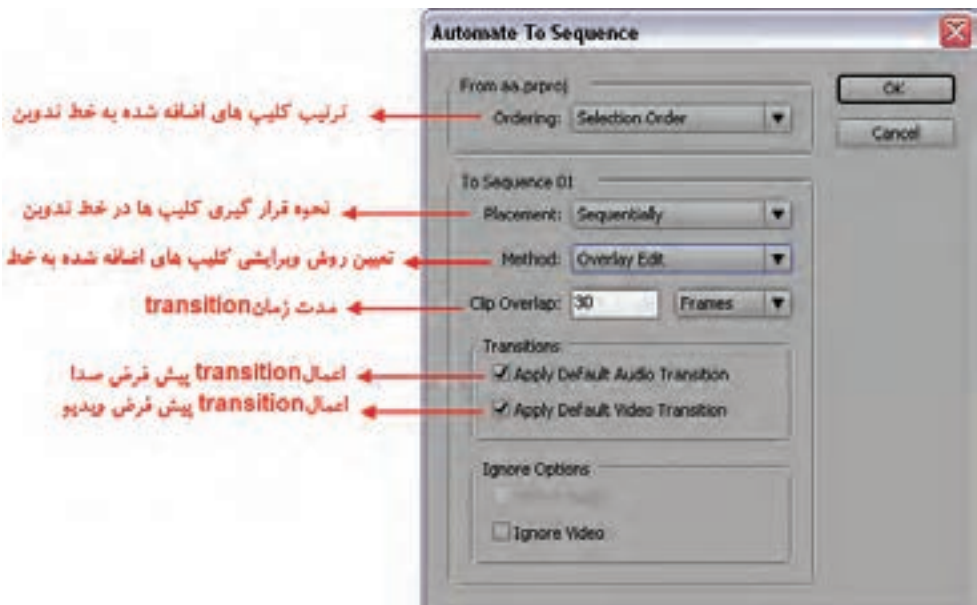 Automate To Sequence
From aa.prproj
OK
ترتیب کلیپ های اضافه شده به خط تدوین
Ordering: Selection Order
Cancel
To Sequence 01
نحوه قرار گیری کلیپ ها در خط تدوین
Placement: Sequentially
تعیین روش ویرایشی کلیپ های اضافه شده به خط
Method: Overlay Edit
مدت زمان transition
Clip Overlap: 30 Frames
Transitions
اعمال transition پیش فرض صدا
Apply Default Audio Transition
اعمال transition پیش فرض ویدیو
Apply Default Video Transition
Ignore Options
Ignore Video